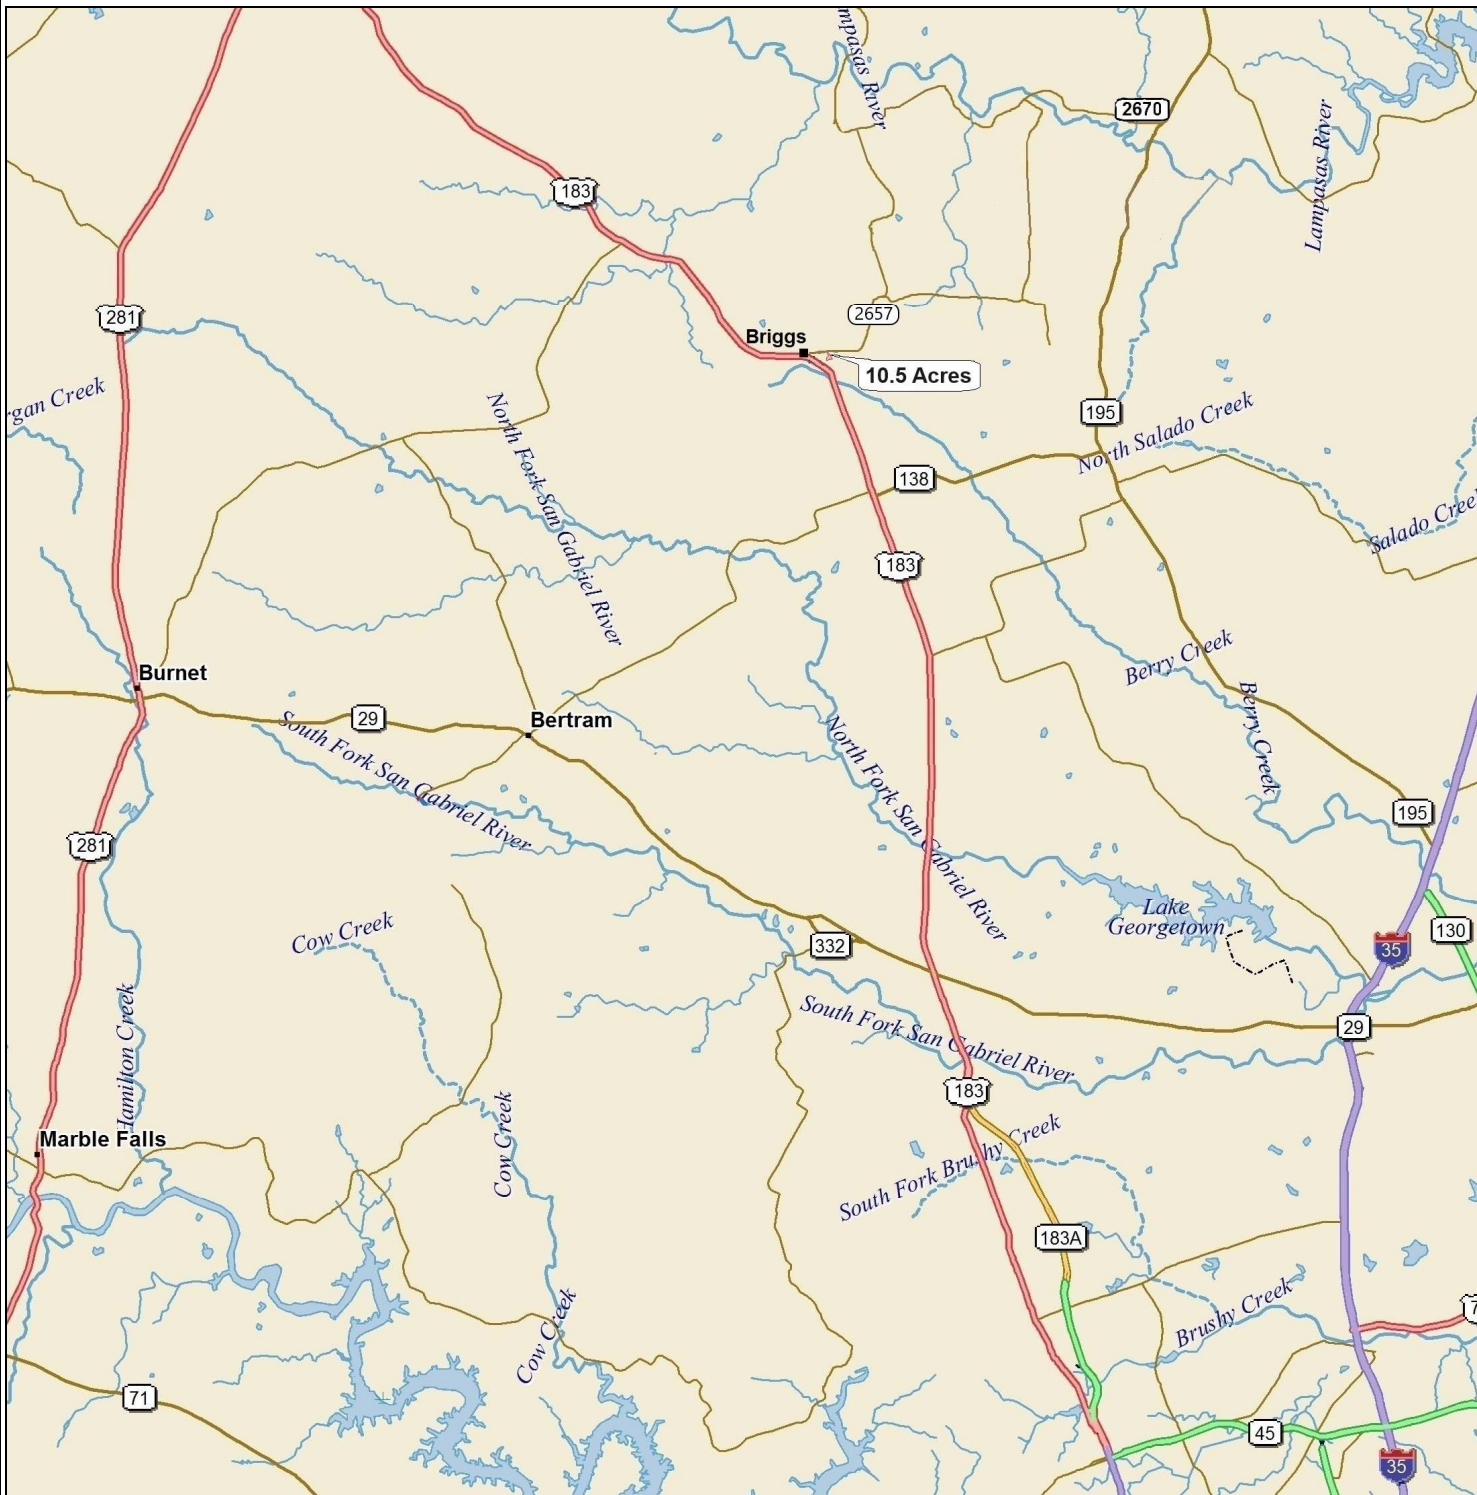 mpasas River
2670
Lampasas River
183
281
2657
Briggs
10.5 Acres
rgan Creek
195
North Salado Creek
North Fork San Gabriel River
138
Salado Creek
183
Berry Creek
Burnet
Berry Creek
29
Bertram
South Fork San Gabriel River
North Fork San Gabriel River
195
281
Lake
Georgetown
Cow Creek
332
35
130
Hamilton Creek
South Fork San Gabriel River
29
183
Cow Creek
Marble Falls
South Fork Brushy Creek
183A
Cow Creek
Brushy Creek
7
71
45
35